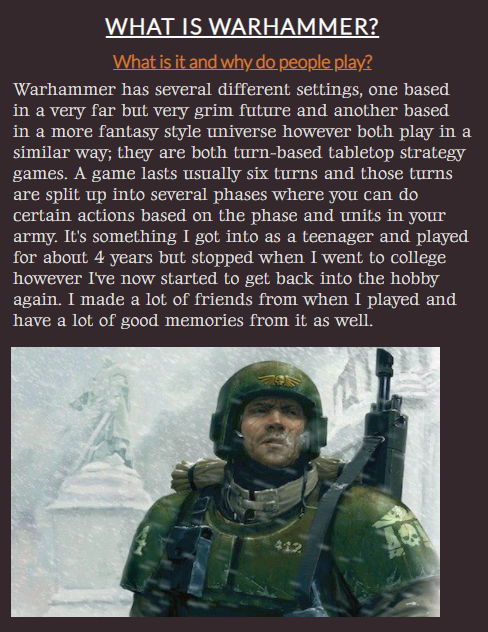 WHAT IS WARHAMMER?
What is it and why do people play?
Warhammer has several different settings, one based
in a very far but very grim future and another based
in a more fantasy style universe however both play in a
similar way; they are both turn-based tabletop strategy
games. A game lasts usually six turns and those turns
are split up into several phases where you can do
certain actions based on the phase and units in your
army. It's something I got into as a teenager and played
for about 4 years but stopped when I went to college
however I've now started to get back into the hobby
again. I made a lot of friends from when I played and
have a lot of good memories from it as well.
412